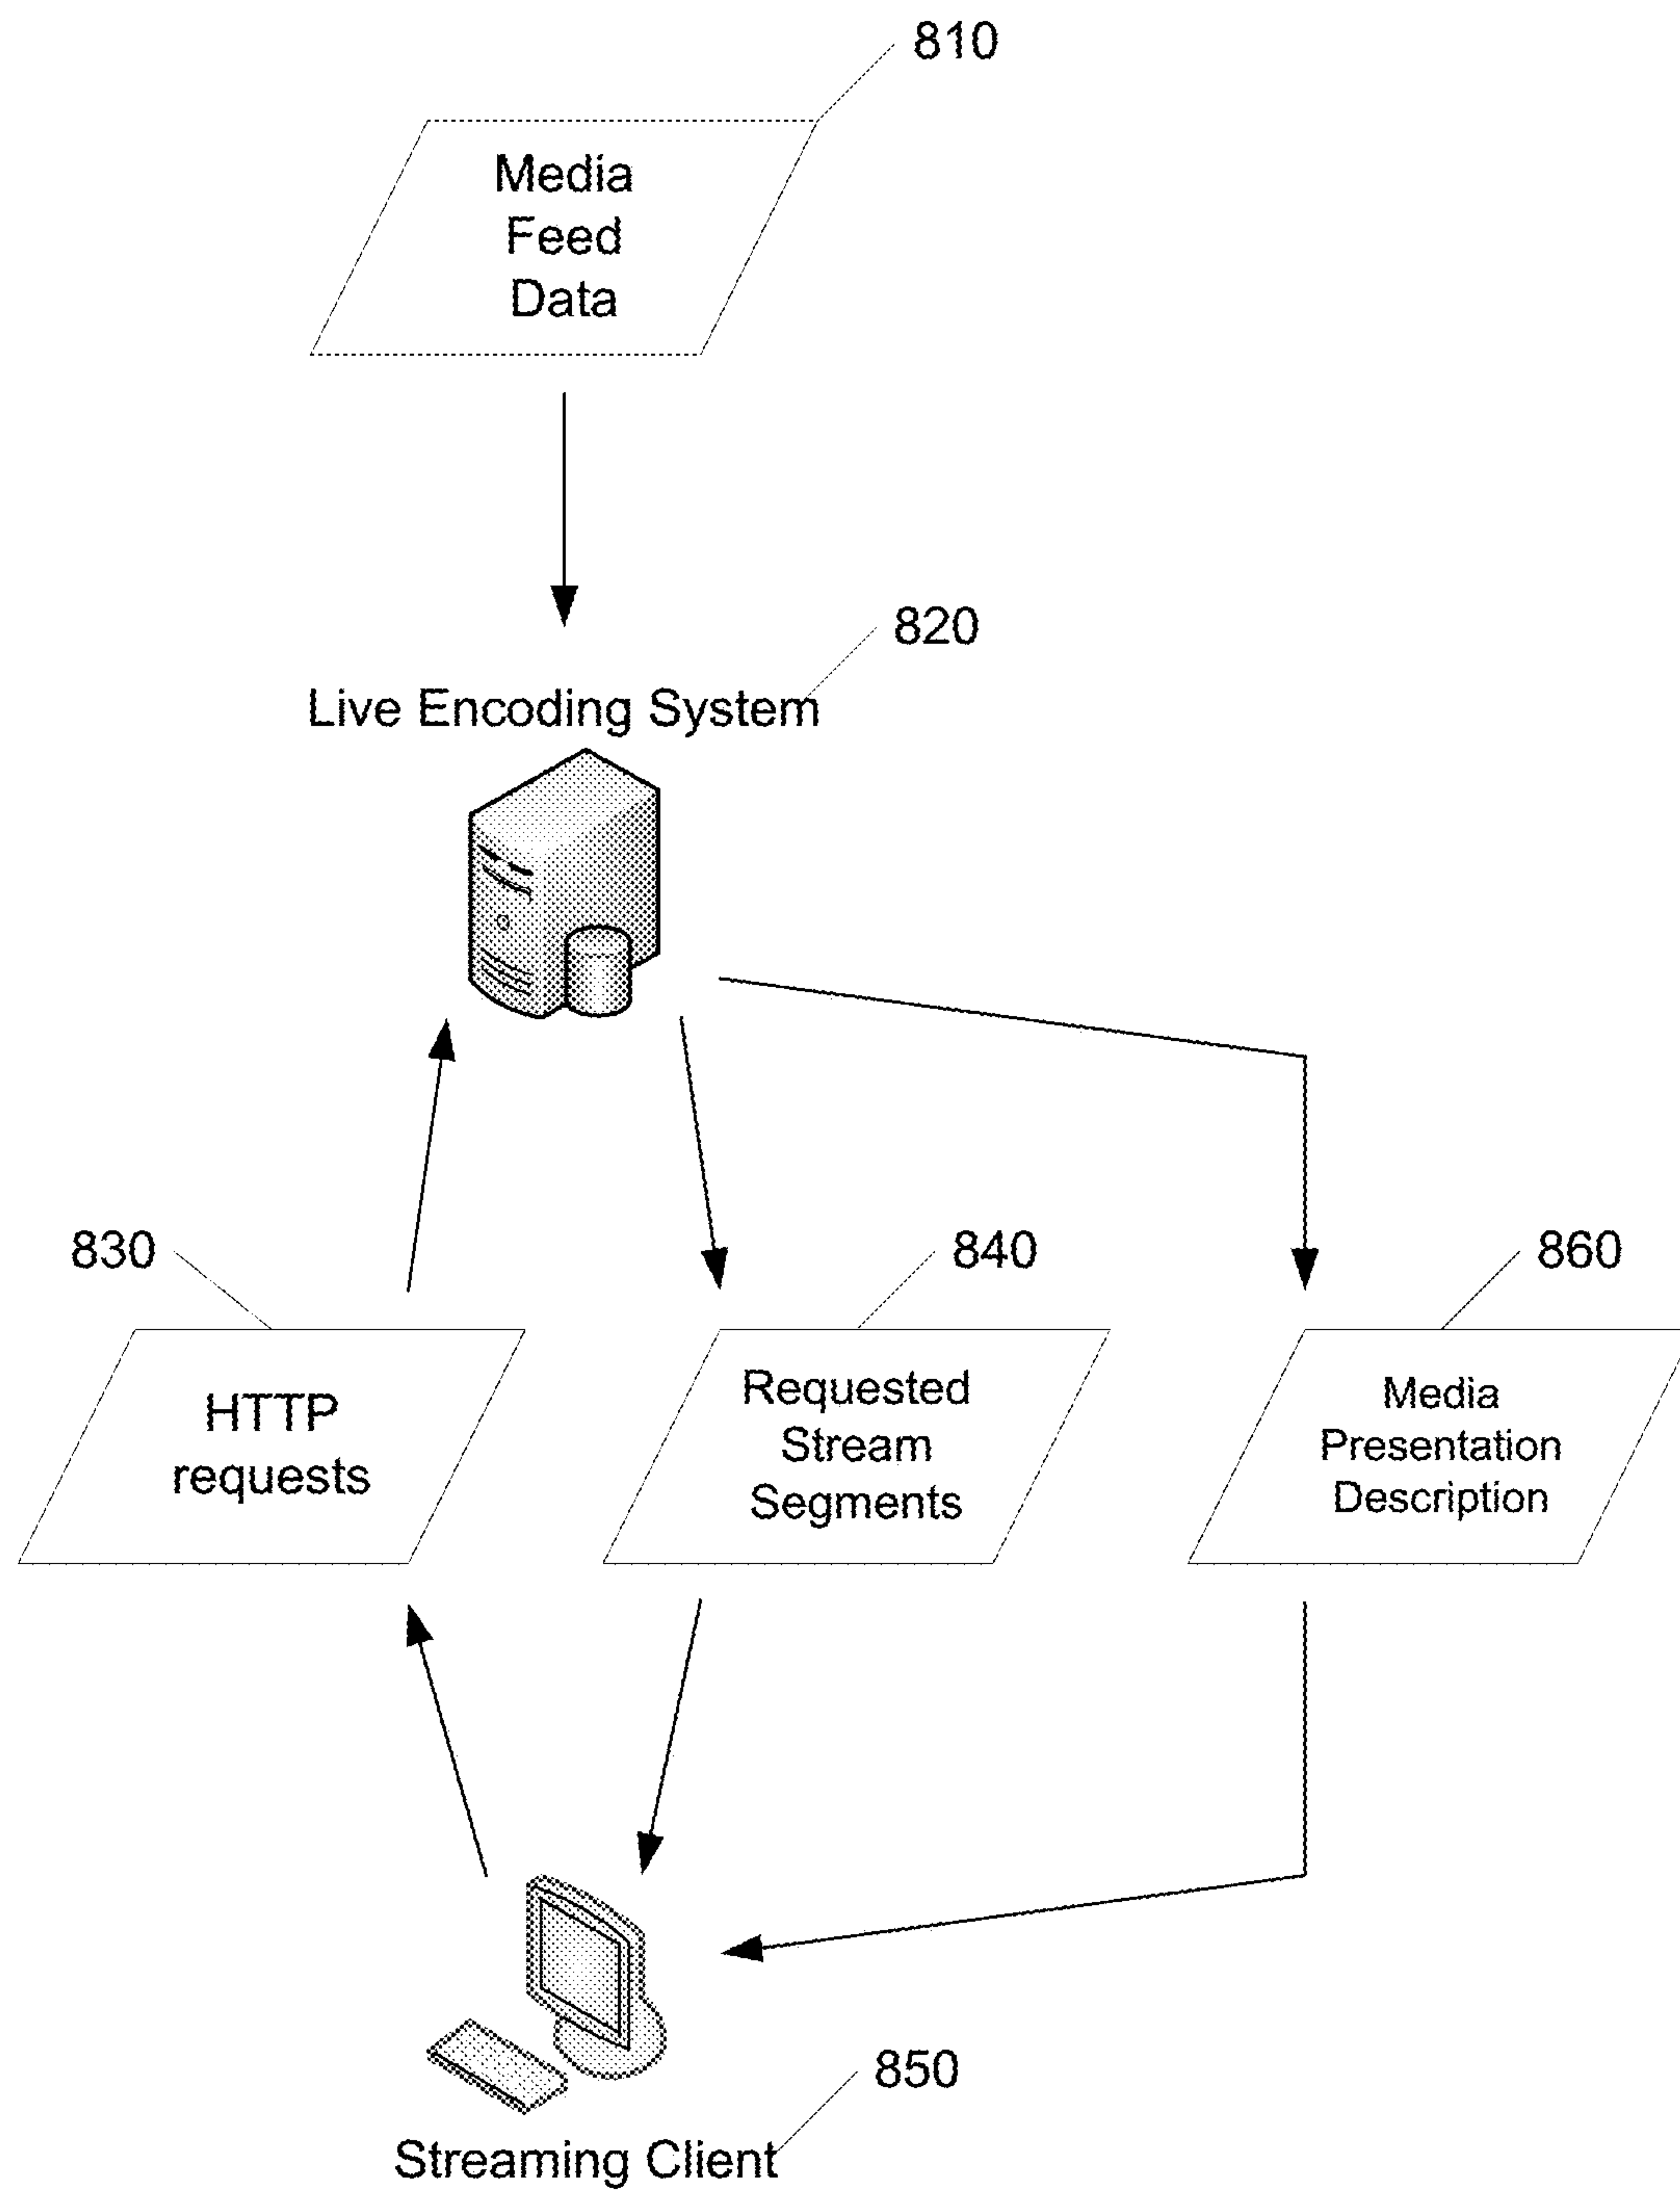 810
Media
Feed
Data
820
Live Encoding System
830
840
860
HTTP
requests
Requested
Stream
Segments
Media
Presentation
Description
850
Streaming Client